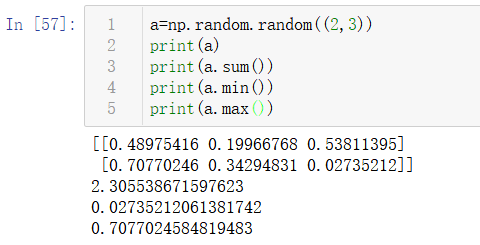 In [57]:
1 a=np.random.random((2,3))
2 print(a)
3 print(a.sum())
4 print(a.min())
5 print(a.max())
[[0.48975416 0.19966768 0.53811395]
 [0.70770246 0.34294831 0.02735212]]
2.305538671597623
0.02735212061381742
0.7077024584819483